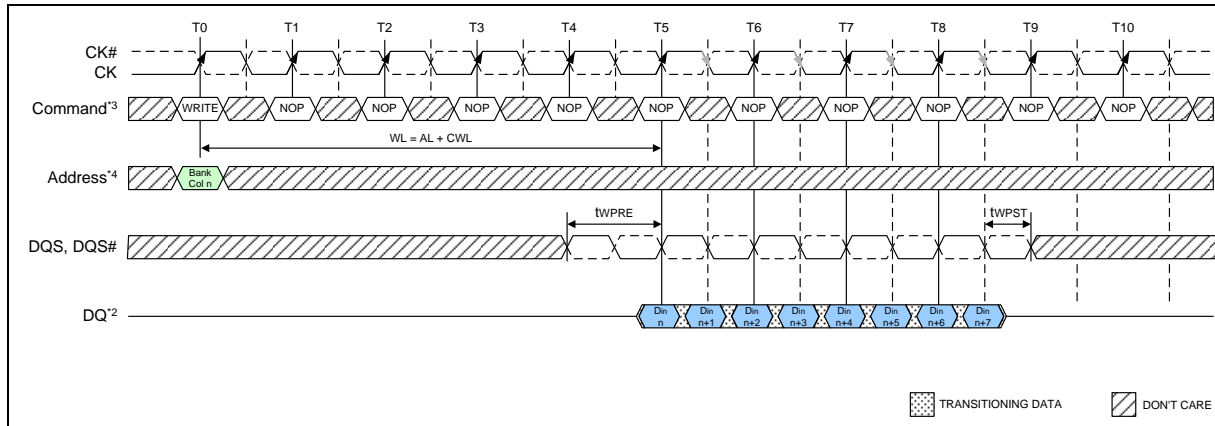 T0 T1 T2 T3 T4 T5 T6 T7 T8 T9 T10
CK#
CK
Command*3 WRITE NOP NOP NOP NOP NOP NOP NOP NOP NOP NOP
WL = AL + CWL
Address*4 Bank
Col n
tWPRE tWPST
DQS, DQS#
DQ*2 Din n Din n+1 Din n+2 Din n+3 Din n+4 Din n+5 Din n+6 Din n+7
TRANSITIONING DATA DON'T CARE